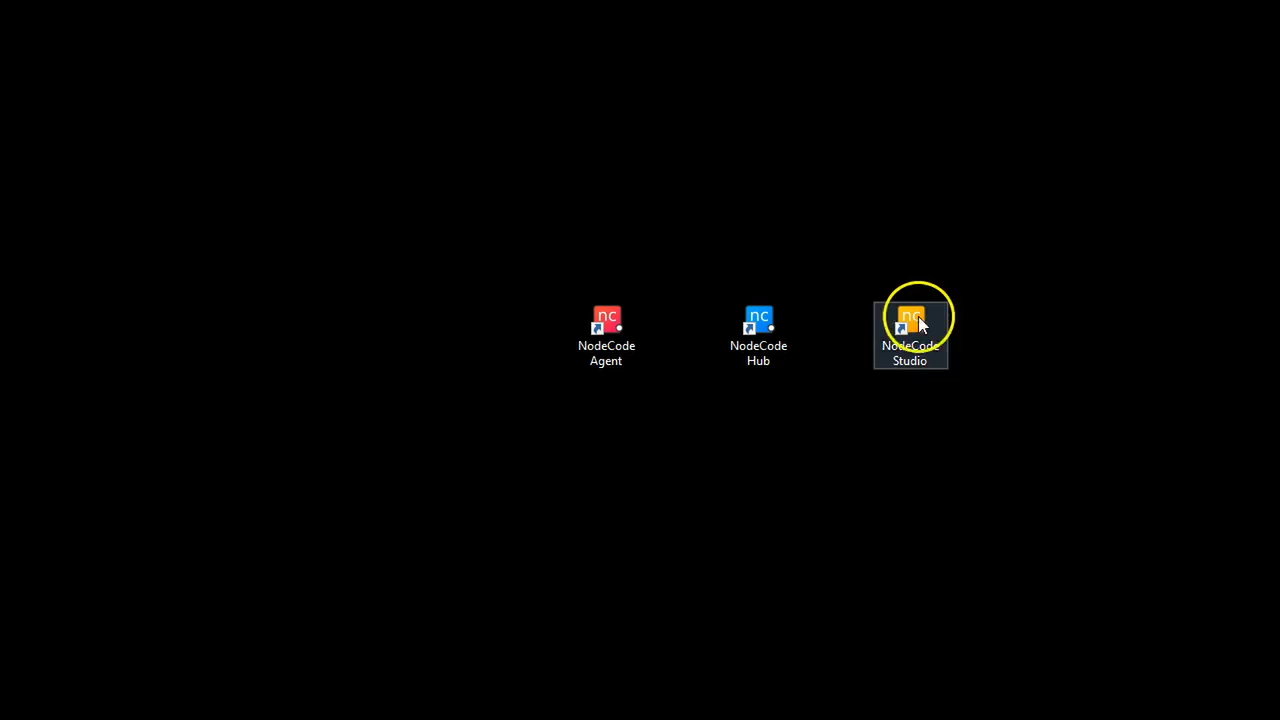 nc
NodeCode
Agent
nc
NodeCode
Hub
nc
NodeCode
Studio